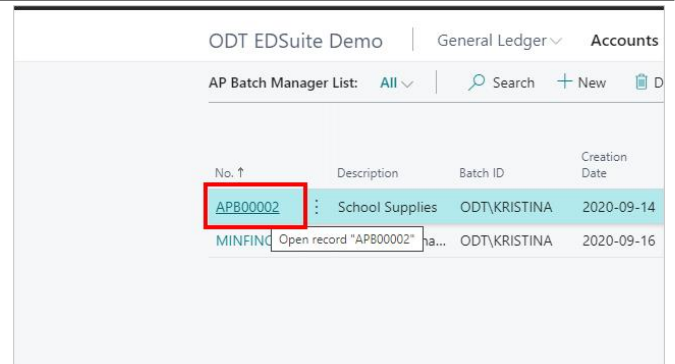 ODT EDSuite Demo General Ledger Accounts
AP Batch Manager List: All Search New
Creation
No. ↑ Description Batch ID Date
APB00002 School Supplies ODT\KRISTINA 2020-09-14
Open record "APB00002" ODT\KRISTINA 2020-09-16